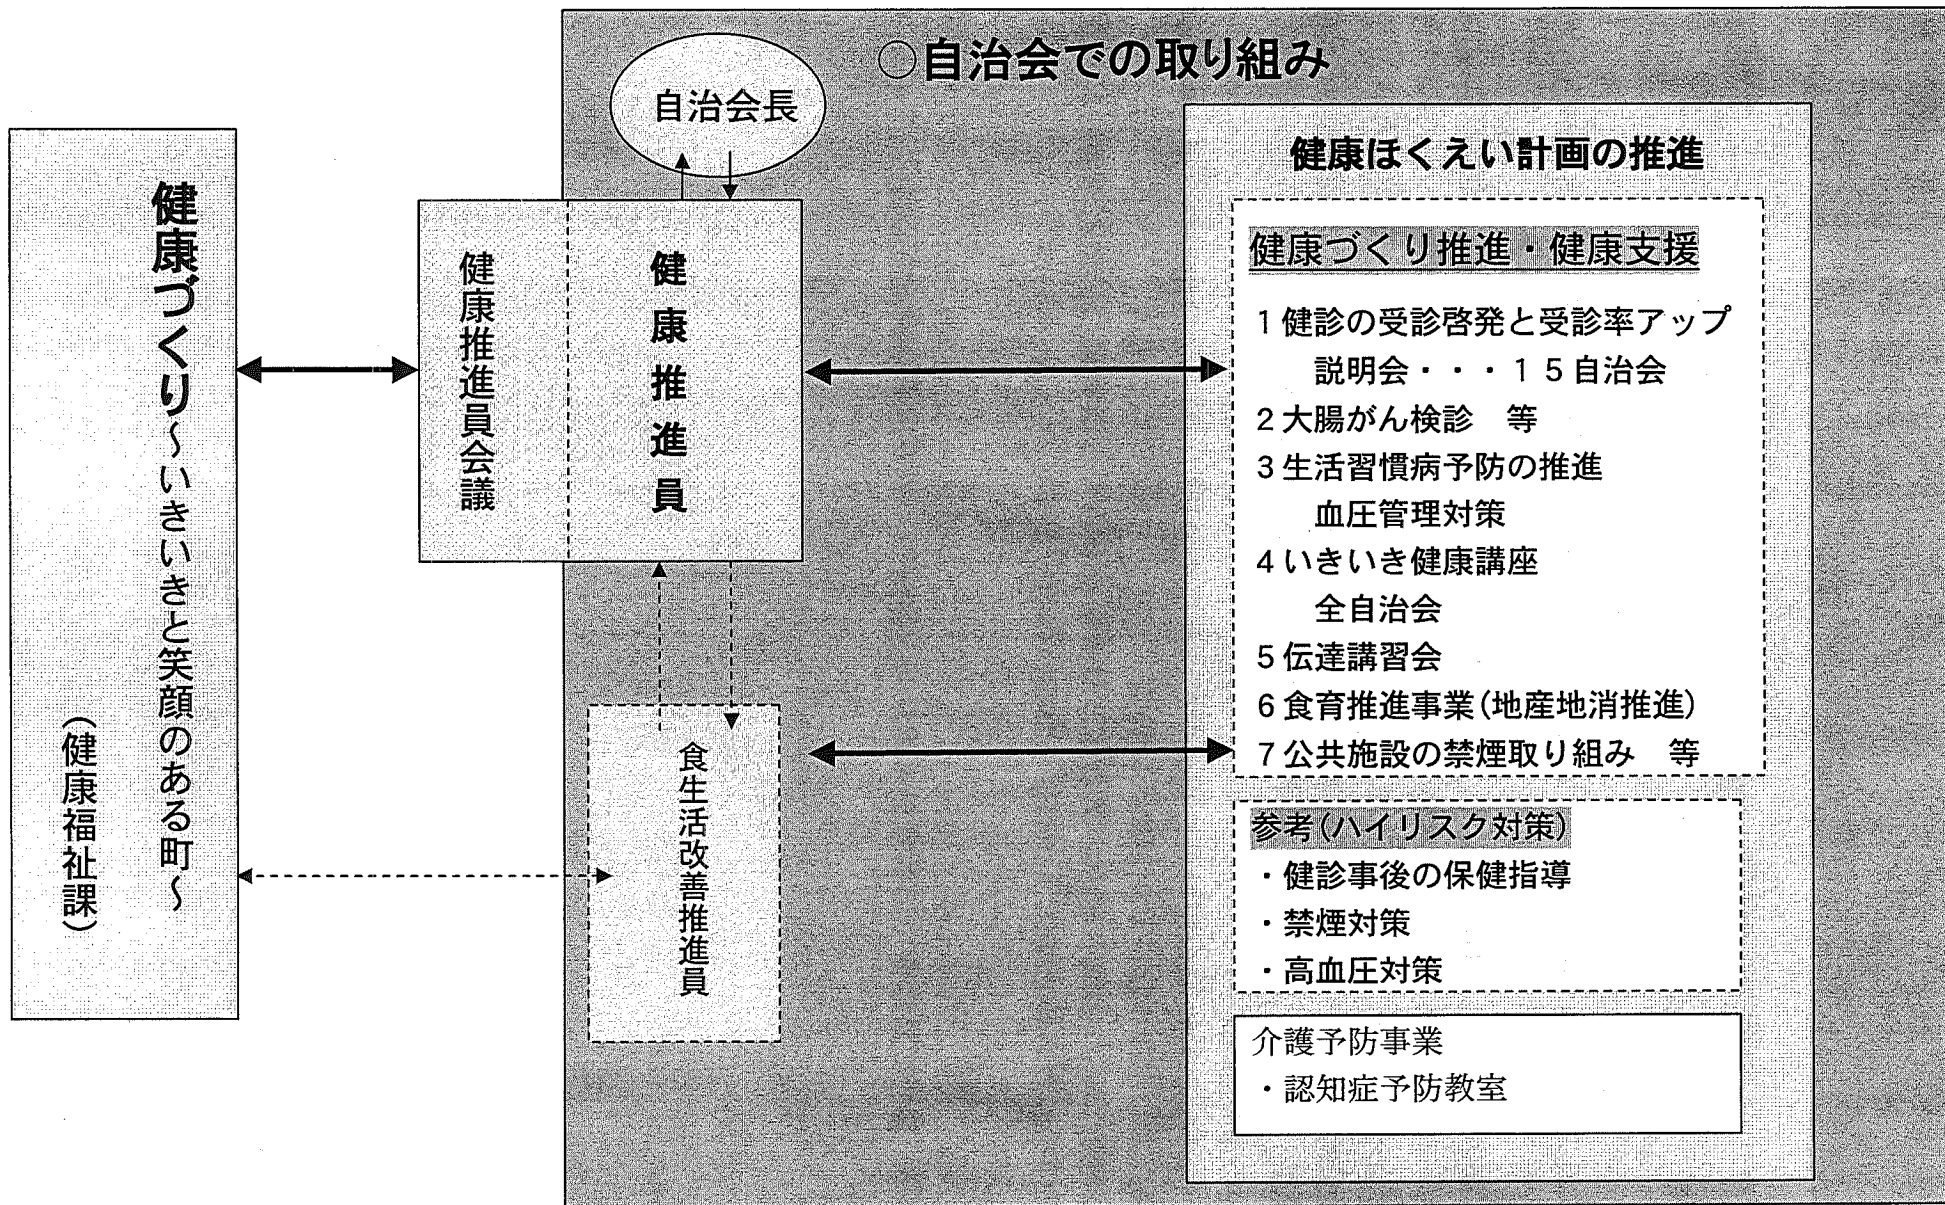 ○自治会での取り組み
自治会長
健康づくり～いきいきと笑顔のある町～
（健康福祉課）
健康推進員会議
健康推進員
食生活改善推進員
健康ほくえい計画の推進
健康づくり推進・健康支援
1 健診の受診啓発と受診率アップ
説明会・・・１５自治会
2 大腸がん検診　等
3 生活習慣病予防の推進
血圧管理対策
4 いきいき健康講座
全自治会
5 伝達講習会
6 食育推進事業(地産地消推進)
7 公共施設の禁煙取り組み　等
参考(ハイリスク対策)
・健診事後の保健指導
・禁煙対策
・高血圧対策
介護予防事業
・認知症予防教室